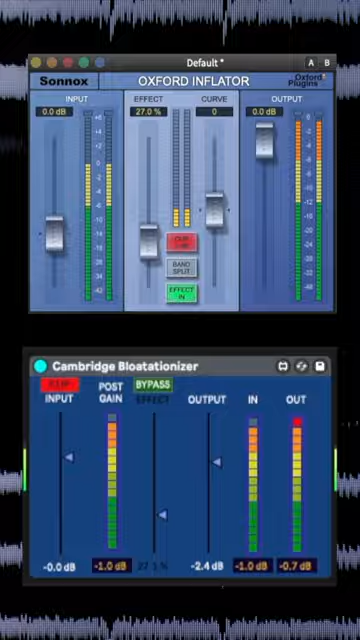 Default *
A B
Sonnox OXFORD INFLATOR Oxford Plugins
INPUT EFFECT CURVE OUTPUT
0.0 dB 27.0 % 0 0.0 dB
BAND
SPLIT
EFFECT
IN
Cambridge Bloatationizer
INPUT
POST
GAIN
BYPASS
EFFECT
OUTPUT IN OUT
-0.0 dB -1.0 dB -2.4 dB -1.0 dB -0.7 dB